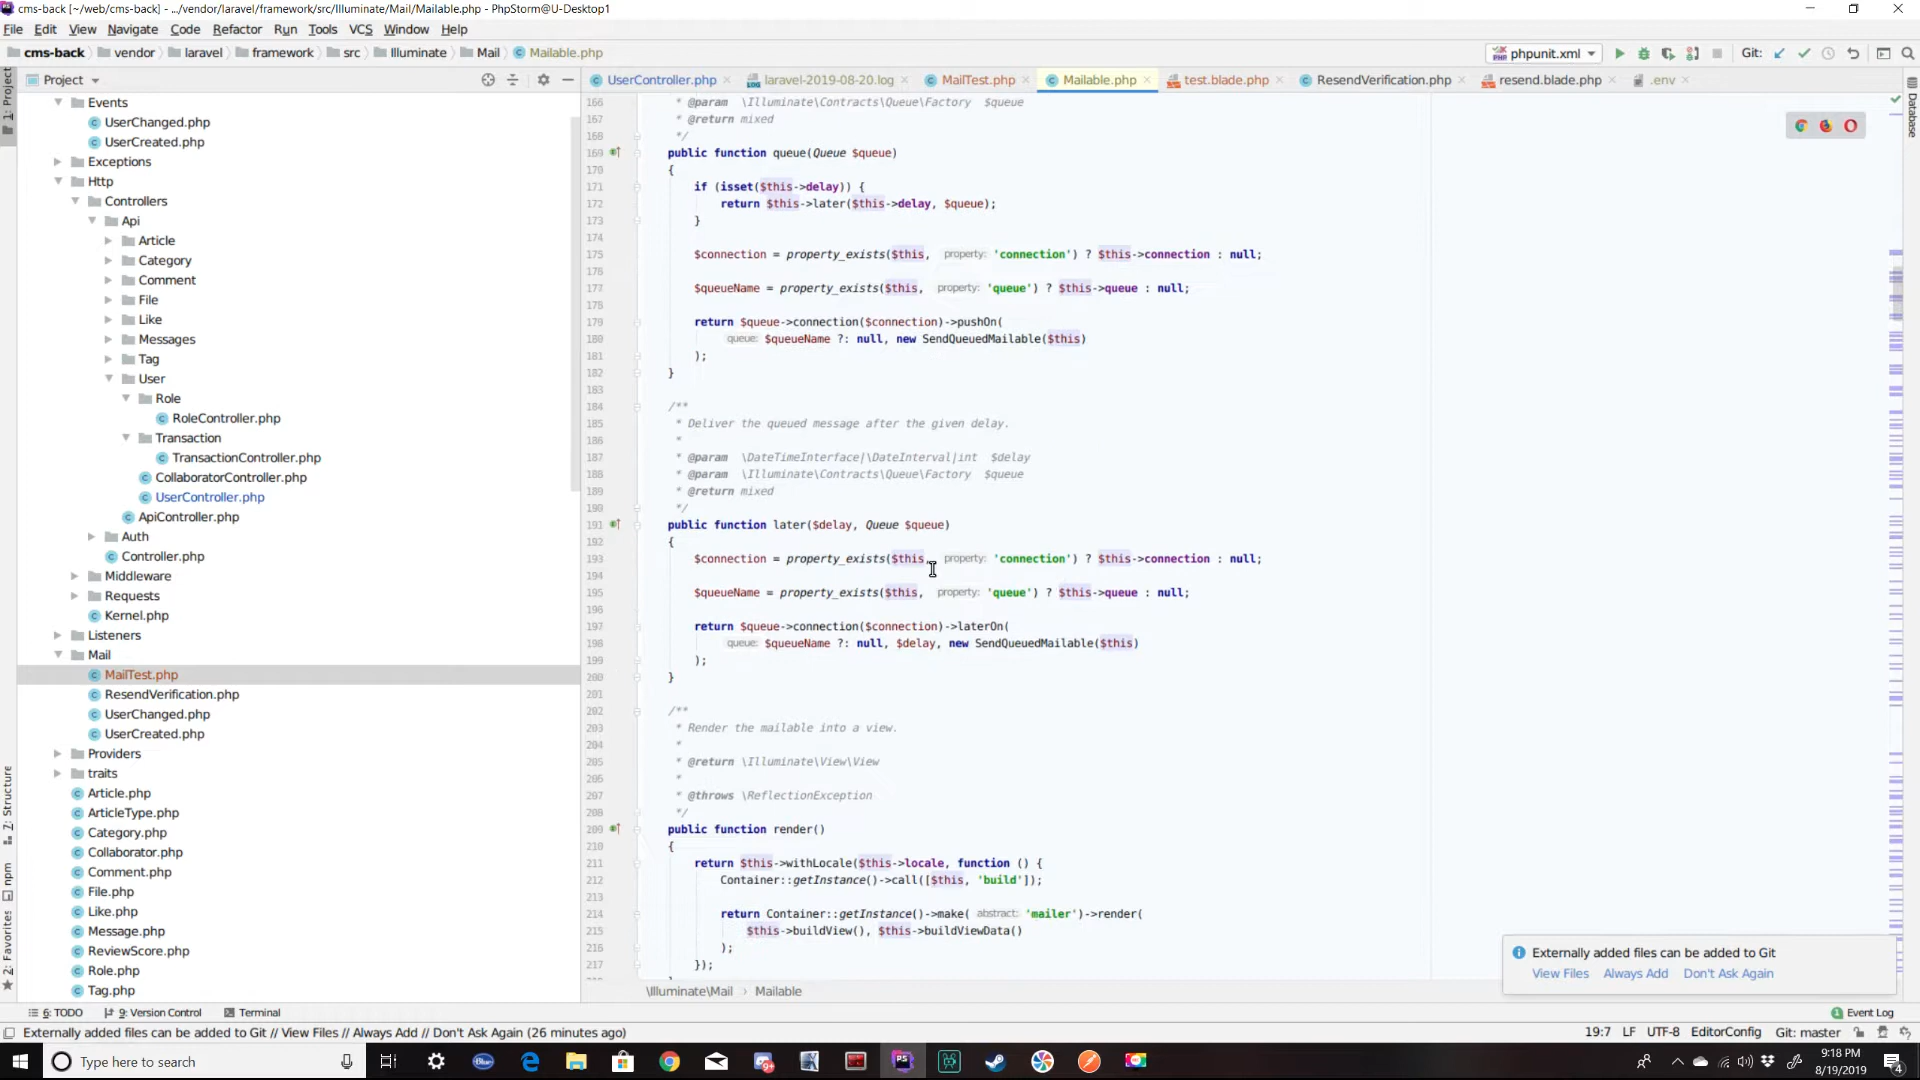 cms-back [~/web/cms-back] - .../vendor/laravel/framework/src/Illuminate/Mail/Mailable.php - PhpStorm@U-Desktop1
File Edit View Navigate Code Refactor Run Tools VCS Window Help
cms-back vendor laravel framework src Illuminate Mail Mailable.php
phpunit.xml Git:
Project
UserController.php laravel-2019-08-20.log MailTest.php Mailable.php test.blade.php ResendVerification.php resend.blade.php .env
1: Project
Database
Events
UserChanged.php
UserCreated.php
Exceptions
Http
Controllers
Api
Article
Category
Comment
File
Like
Messages
Tag
User
Role
RoleController.php
Transaction
TransactionController.php
CollaboratorController.php
UserController.php
ApiController.php
Auth
Controller.php
Middleware
Requests
Kernel.php
Listeners
Mail
MailTest.php
ResendVerification.php
UserChanged.php
UserCreated.php
Providers
traits
Article.php
ArticleType.php
Category.php
Collaborator.php
Comment.php
File.php
Like.php
Message.php
ReviewScore.php
Role.php
Tag.php
7: Structure
npm
2: Favorites
166 * @param \Illuminate\Contracts\Queue\Factory $queue
167 * @return mixed
168 */
169 public function queue(Queue $queue)
170 {
171 if (isset($this->delay)) {
172 return $this->later($this->delay, $queue);
173 }
174
175 $connection = property_exists($this, property: 'connection') ? $this->connection : null;
176
177 $queueName = property_exists($this, property: 'queue') ? $this->queue : null;
178
179 return $queue->connection($connection)->pushOn(
180 queue: $queueName ?: null, new SendQueuedMailable($this)
181 );
182 }
183
184 /**
185 * Deliver the queued message after the given delay.
186 *
187 * @param \DateTimeInterface|\DateInterval|int $delay
188 * @param \Illuminate\Contracts\Queue\Factory $queue
189 * @return mixed
190 */
191 public function later($delay, Queue $queue)
192 {
193 $connection = property_exists($this, property: 'connection') ? $this->connection : null;
194
195 $queueName = property_exists($this, property: 'queue') ? $this->queue : null;
196
197 return $queue->connection($connection)->laterOn(
198 queue: $queueName ?: null, $delay, new SendQueuedMailable($this)
199 );
200 }
201
202 /**
203 * Render the mailable into a view.
204 *
205 * @return \Illuminate\View\View
206 *
207 * @throws \ReflectionException
208 */
209 public function render()
210 {
211 return $this->withLocale($this->locale, function () {
212 Container::getInstance()->call([$this, 'build']);
213
214 return Container::getInstance()->make( abstract: 'mailer')->render(
215 $this->buildView(), $this->buildViewData()
216 );
217 });
\Illuminate\Mail Mailable
Externally added files can be added to Git
View Files Always Add Don't Ask Again
6: TODO 9: Version Control Terminal 1 Event Log
Externally added files can be added to Git // View Files // Always Add // Don't Ask Again (26 minutes ago) 19:7 LF UTF-8 EditorConfig Git: master
Type here to search
9:18 PM
8/19/2019
4